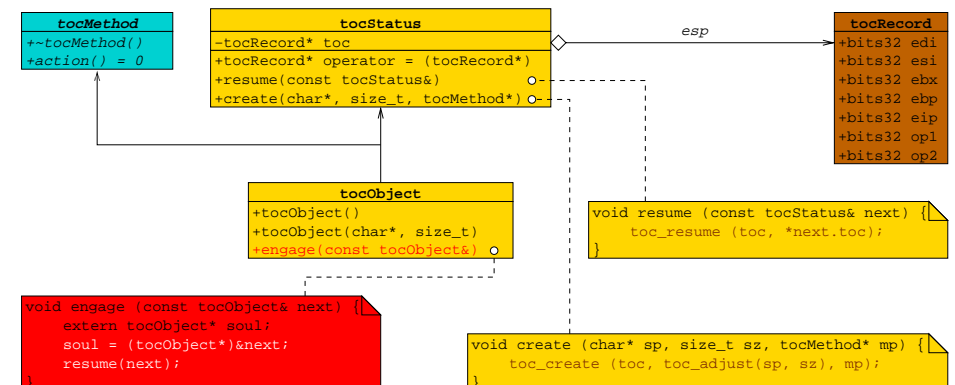 tocMethod
+~tocMethod()
+action() = 0
tocStatus
-tocRecord* toc
+tocRecord* operator = (tocRecord*)
+resume(const tocStatus&)
+create(char*, size_t, tocMethod*)
esp
tocRecord
+bits32 edi
+bits32 esi
+bits32 ebx
+bits32 ebp
+bits32 eip
+bits32 op1
+bits32 op2
tocObject
+tocObject()
+tocObject(char*, size_t)
+engage(const tocObject&)
void resume (const tocStatus& next) {
toc_resume (toc, *next.toc);
}
void engage (const tocObject& next) {
extern tocObject* soul;
soul = (tocObject*)&next;
resume(next);
}
void create (char* sp, size_t sz, tocMethod* mp) {
toc_create (toc, toc_adjust(sp, sz), mp);
}